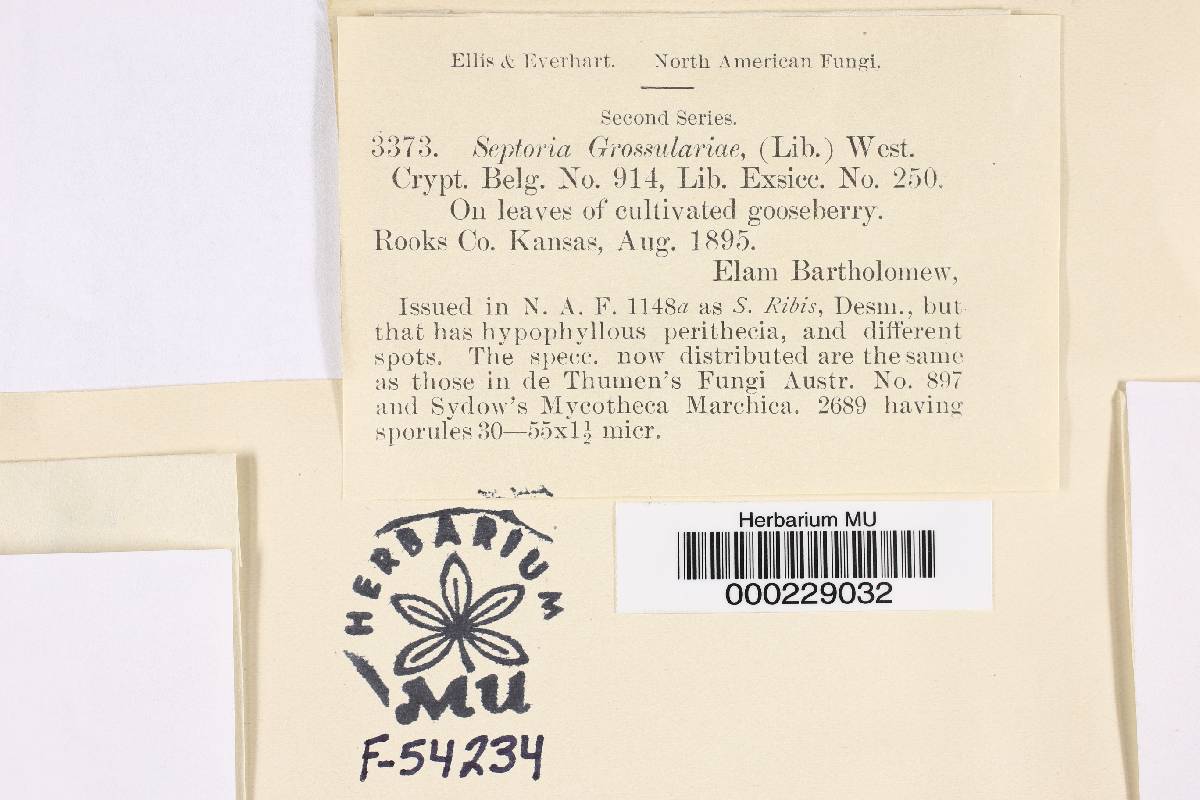 Ellis & Everhart. North American Fungi.
Second Series.
3373. Septoria Grossulariae, (Lib.) West.
Crypt. Belg. No. 914, Lib. Exsicc. No. 250.
On leaves of cultivated gooseberry.
Rooks Co. Kansas, Aug. 1895.
Elam Bartholomew,
Issued in N. A. F. 1148a as S. Ribis, Desm., but
that has hypophyllous perithecia, and different
spots. The specc. now distributed are the same
as those in de Thumen's Fungi Austr. No. 897
and Sydow's Mycotheca Marchica. 2689 having
sporules 30—55x1½ micr.
HERBARIUM
MU
F-54234
Herbarium MU
000229032